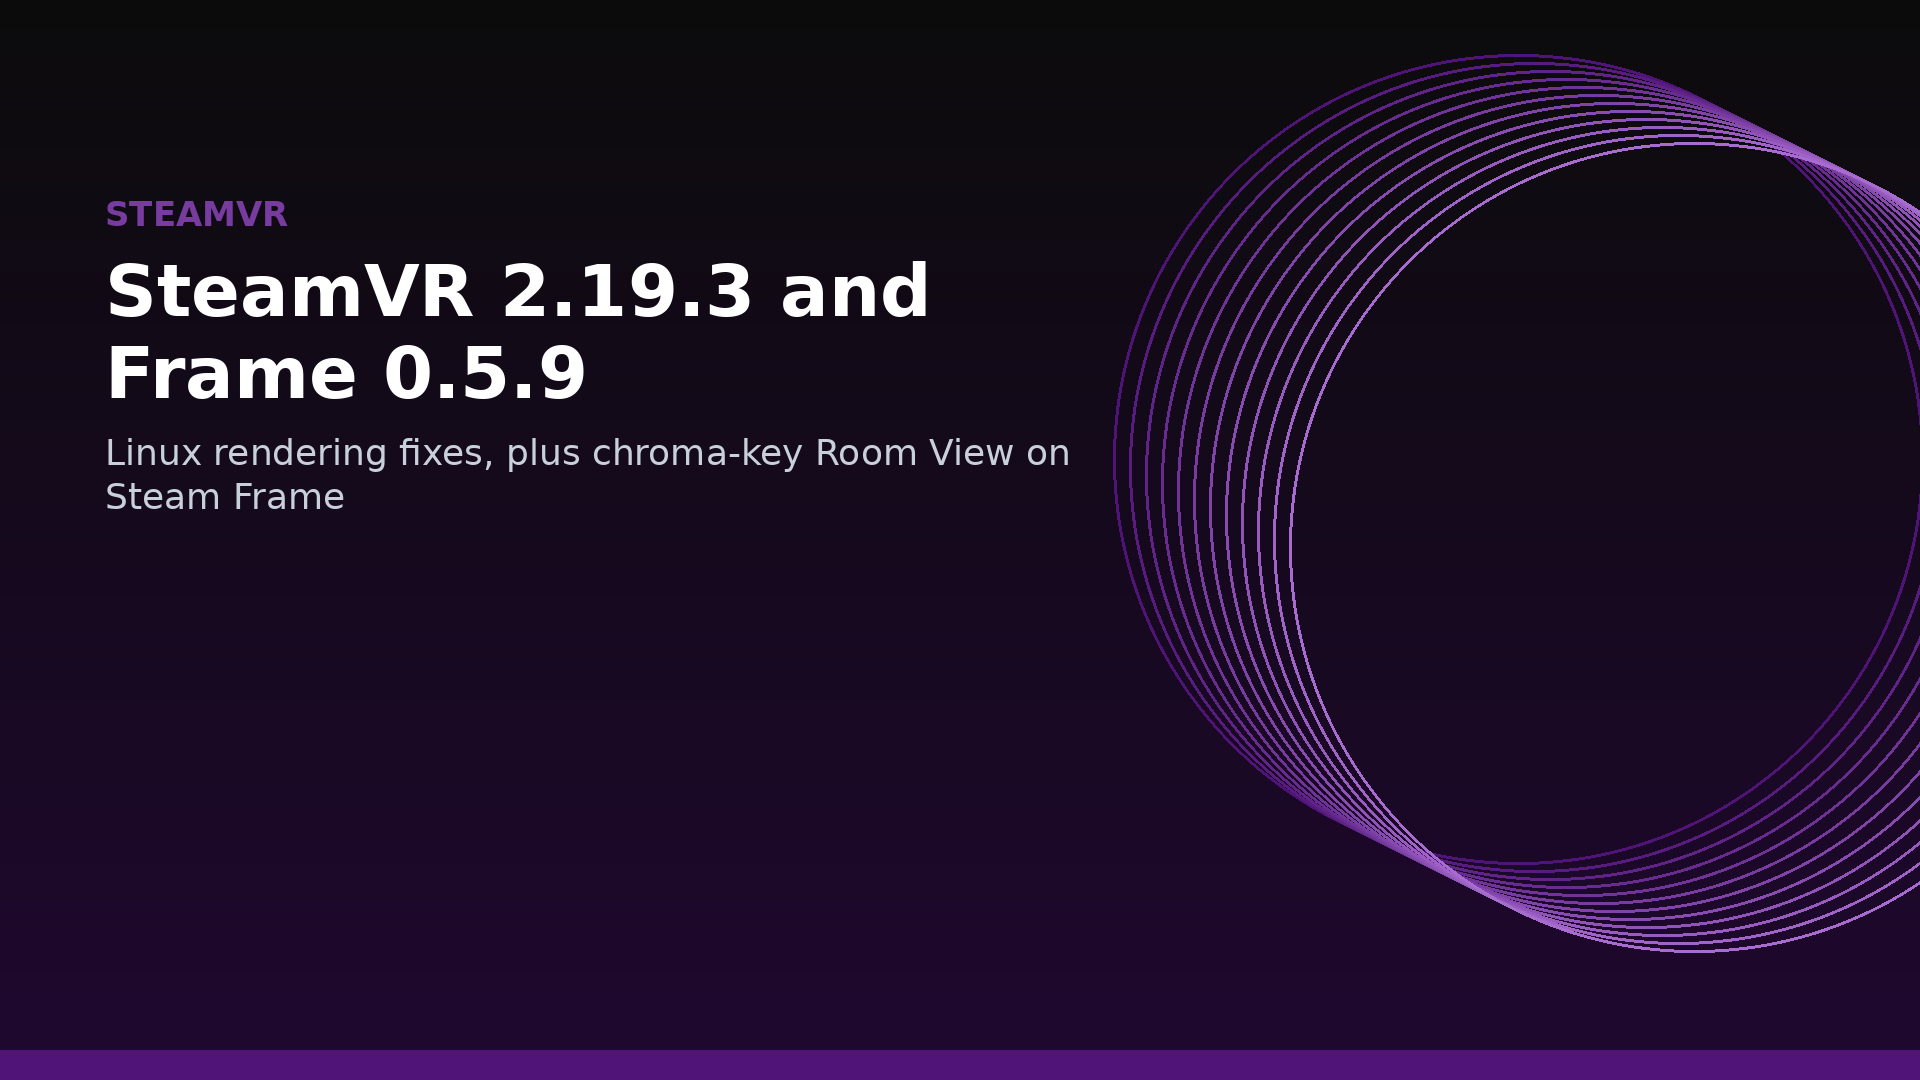 STEAMVR
SteamVR 2.19.3 and
Frame 0.5.9
Linux rendering fixes, plus chroma-key Room View on
Steam Frame